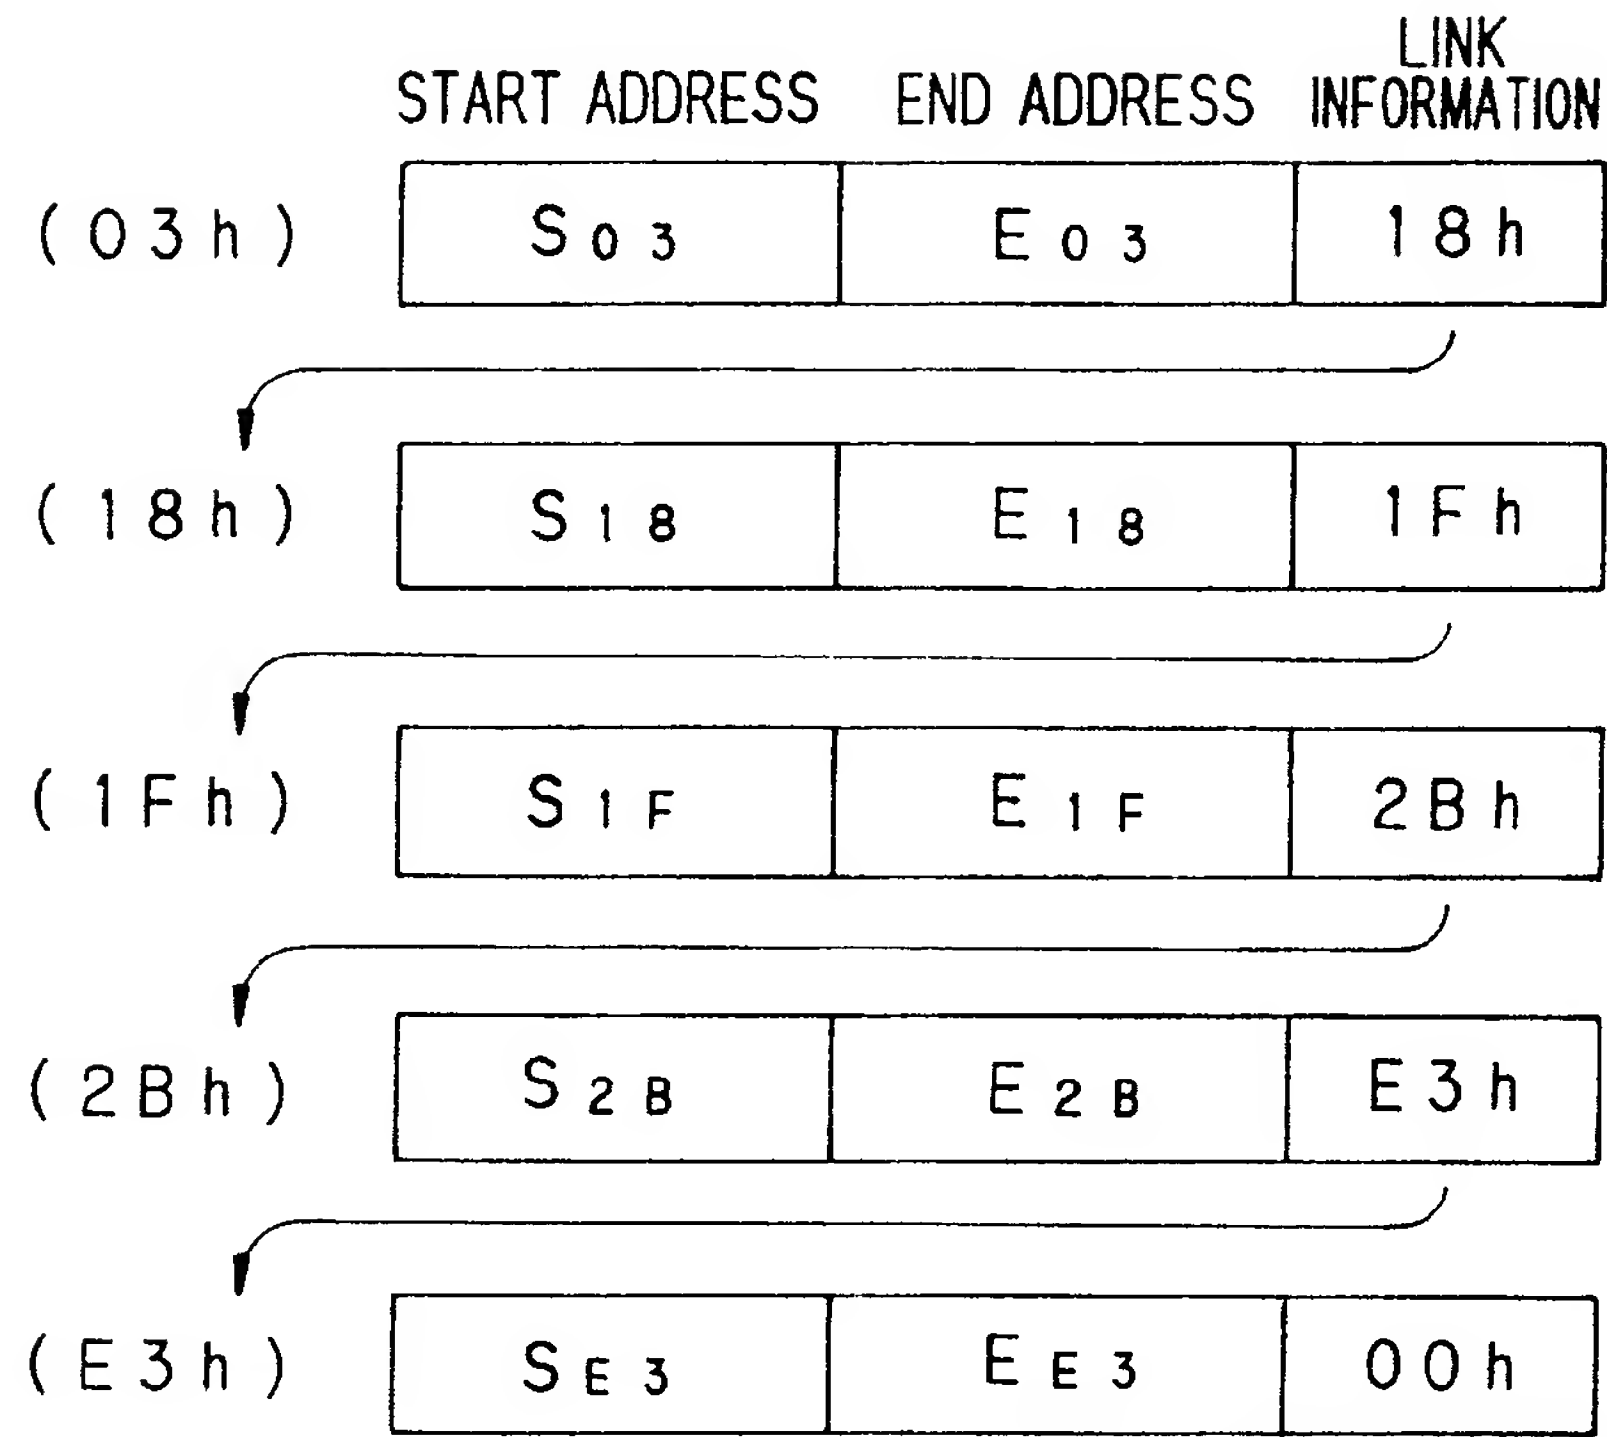 START ADDRESS END ADDRESS LINK INFORMATION
(03h) S03 E03 18h
(18h) S18 E18 1Fh
(1Fh) S1F E1F 2Bh
(2Bh) S2B E2B E3h
(E3h) SE3 EE3 00h